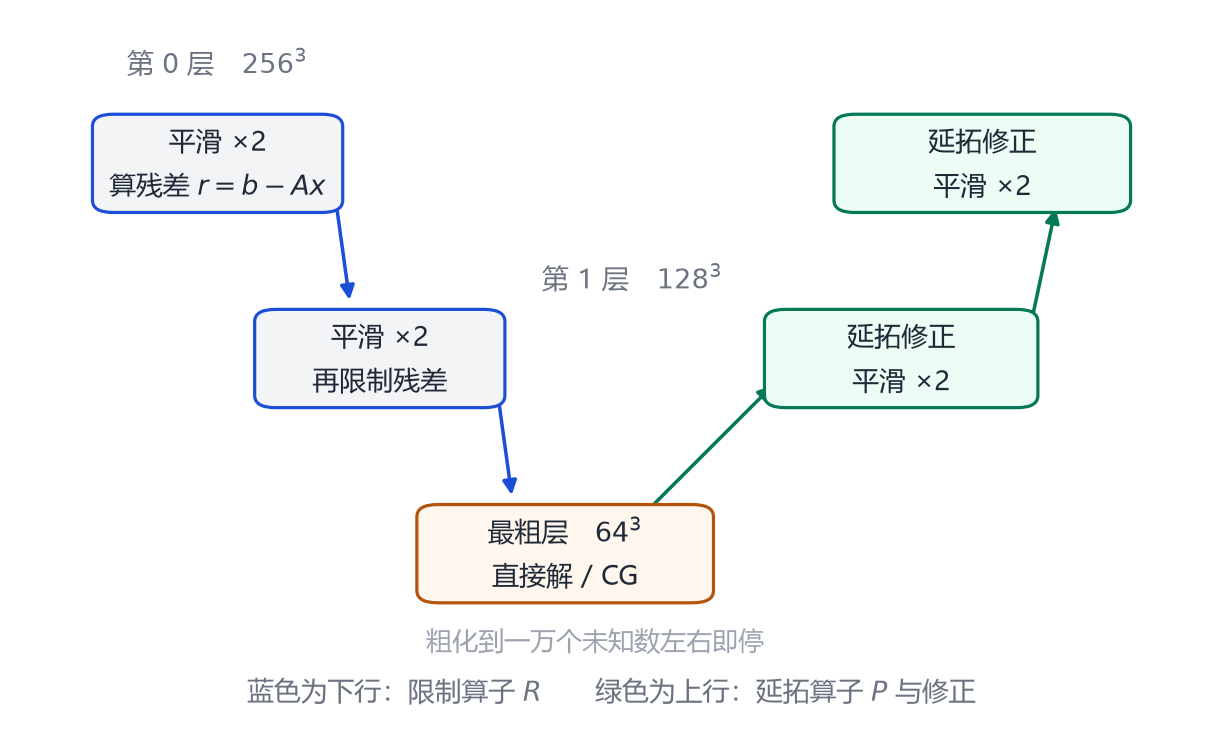 第 0 层 256³
平滑 ×2
算残差 r = b − Ax
延拓修正
平滑 ×2
第 1 层 128³
平滑 ×2
再限制残差
延拓修正
平滑 ×2
最粗层 64³
直接解 / CG
粗化到一万个未知数左右即停
蓝色为下行：限制算子 R 绿色为上行：延拓算子 P 与修正